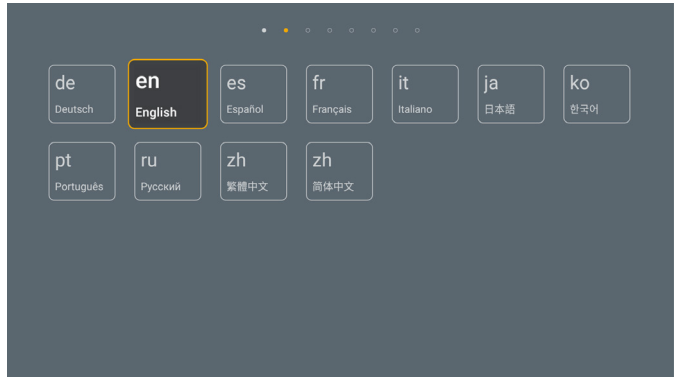 de
Deutsch
en
English
es
Español
fr
Français
it
Italiano
ja
日本語
ko
한국어
pt
Português
ru
Русский
zh
繁體中文
zh
简体中文